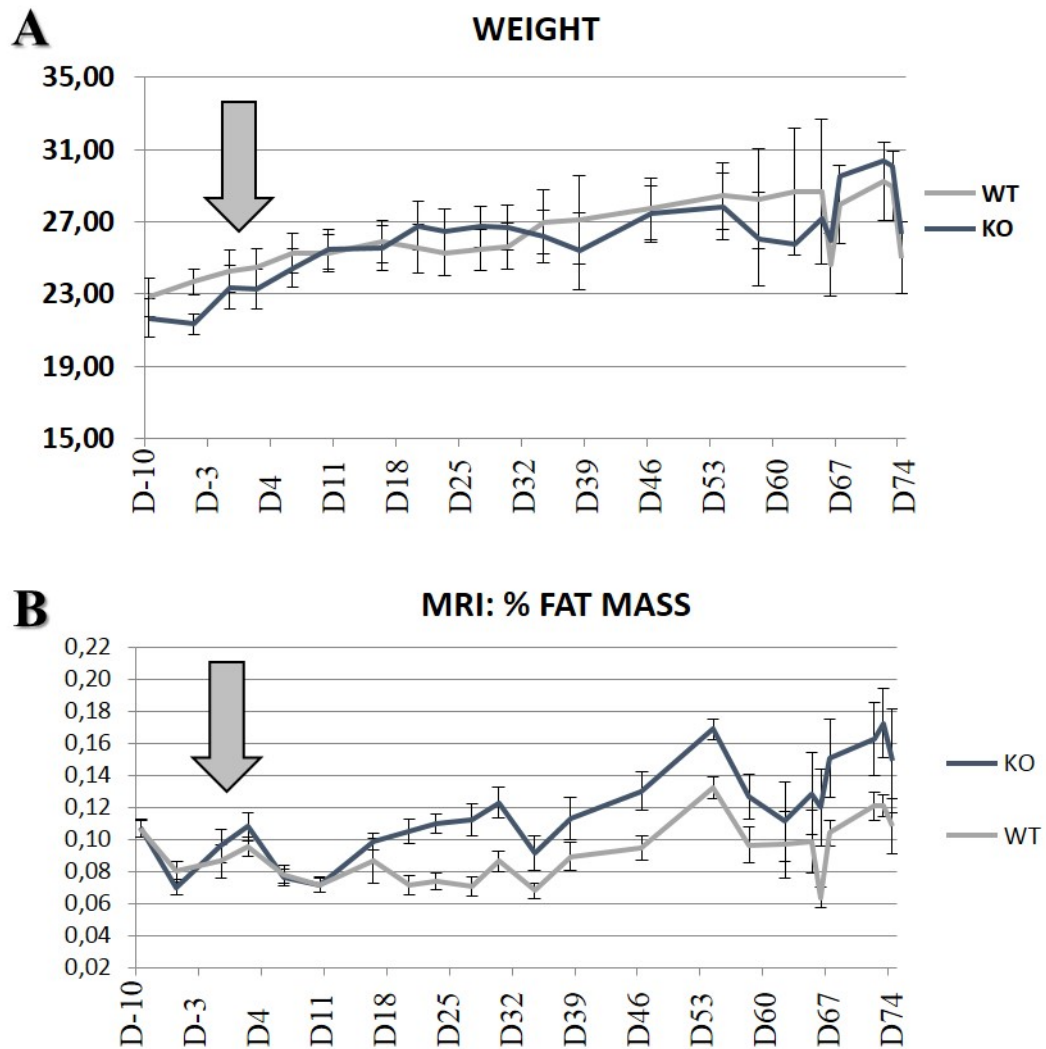 A
WEIGHT
35,00
31,00
27,00
23,00
19,00
15,00
D-10
D-3
D4
D11
D18
D25
D32
D39
D46
D53
D60
D67
D74
WT
KO
B
MRI: % FAT MASS
0,22
0,20
0,18
0,16
0,14
0,12
0,10
0,08
0,06
0,04
0,02
D-10
D-3
D4
D11
D18
D25
D32
D39
D46
D53
D60
D67
D74
KO
WT